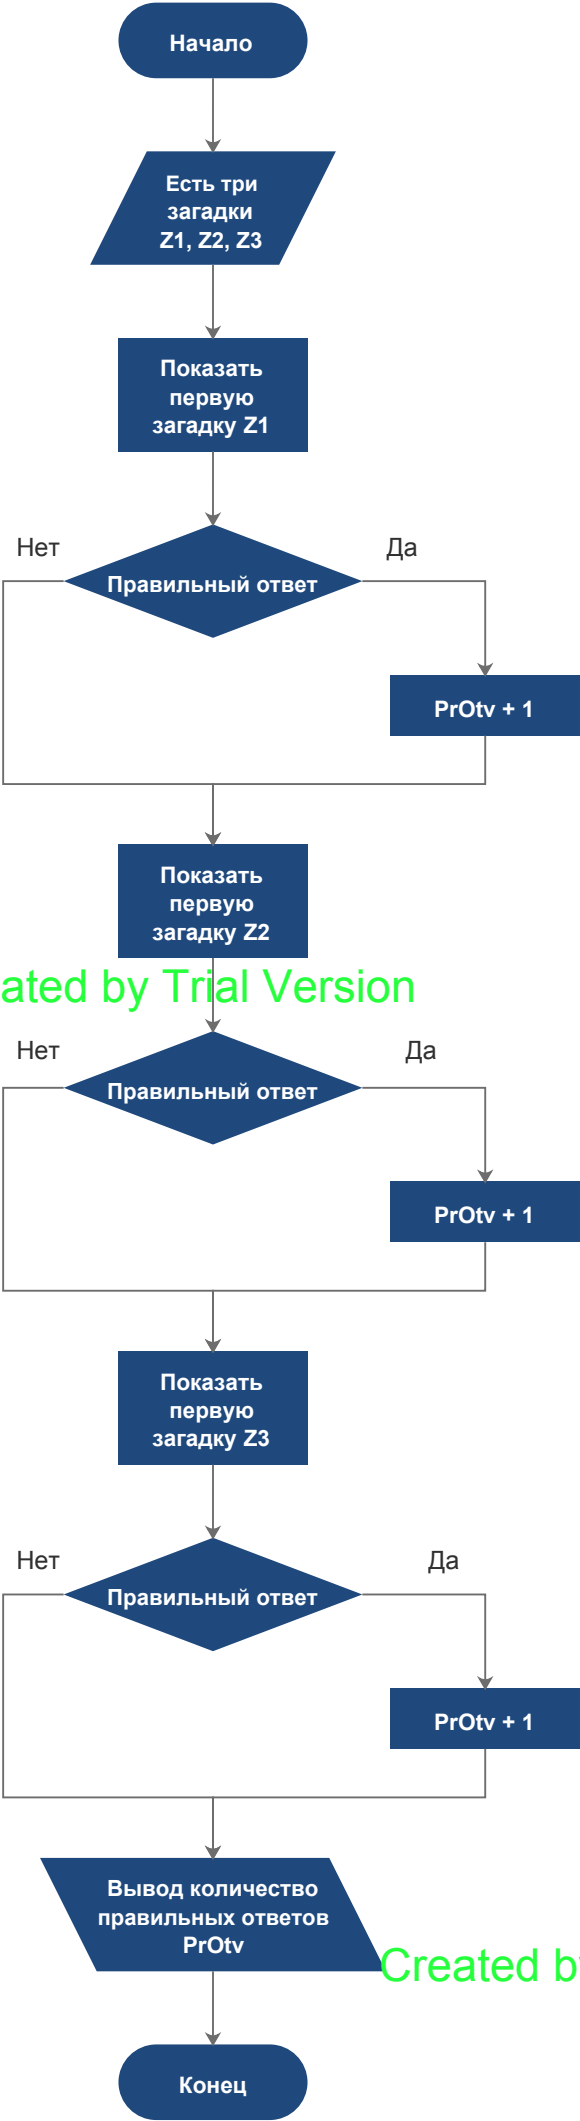 Начало
Есть три
загадки
Z1, Z2, Z3
Показать
первую
загадку Z1
Нет
Да
Правильный ответ
PrOtv + 1
Показать
первую
загадку Z2
ated by Trial Version
Нет
Да
Правильный ответ
PrOtv + 1
Показать
первую
загадку Z3
Нет
Да
Правильный ответ
PrOtv + 1
Вывод количество
правильных ответов
PrOtv
Created by
Конец